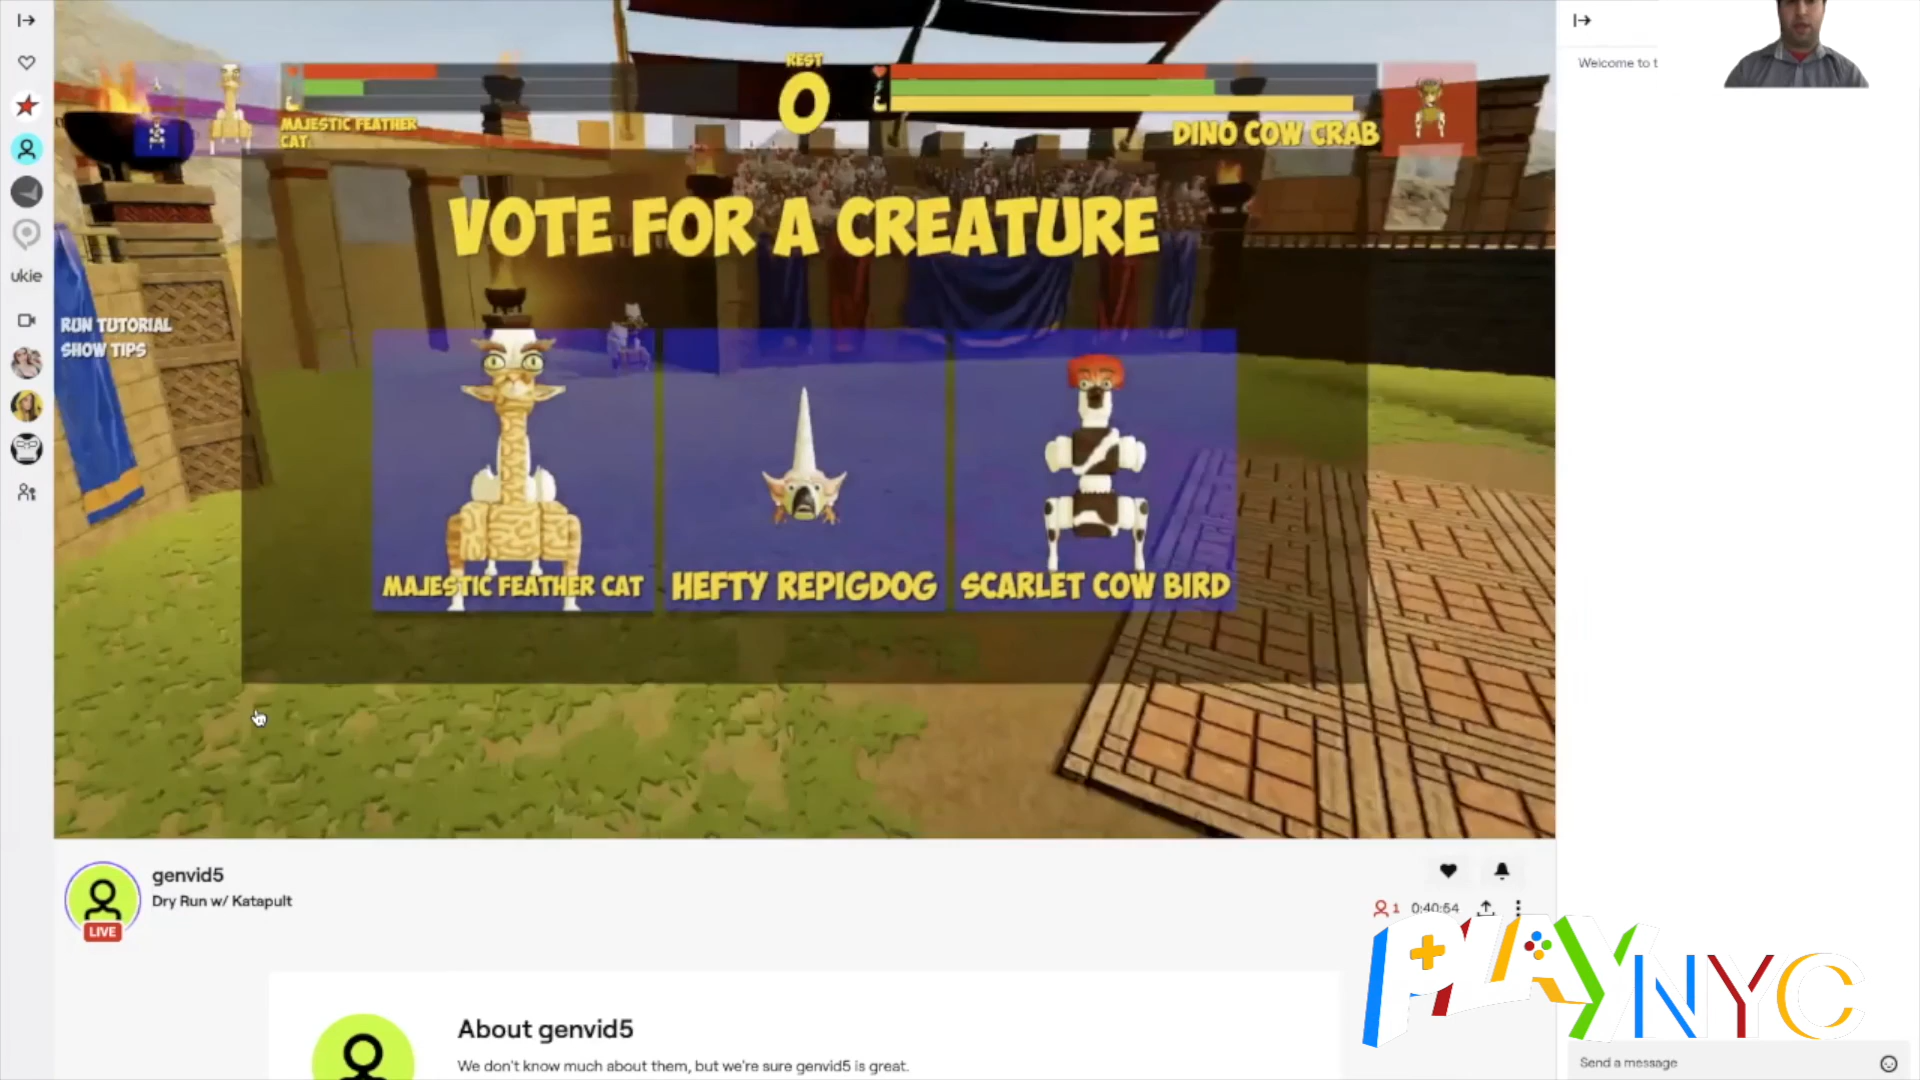 REST
0
MAJESTIC FEATHER
CAT
DINO COW CRAB
Welcome to t
VOTE FOR A CREATURE
ukie
RUN TUTORIAL
SHOW TIPS
MAJESTIC FEATHER CAT
HEFTY REPIGDOG
SCARLET COW BIRD
genvid5
Dry Run w/ Katapult
LIVE
1
0:40:54
PLAY NYC
About genvid5
We don't know much about them, but we're sure genvid5 is great.
Send a message